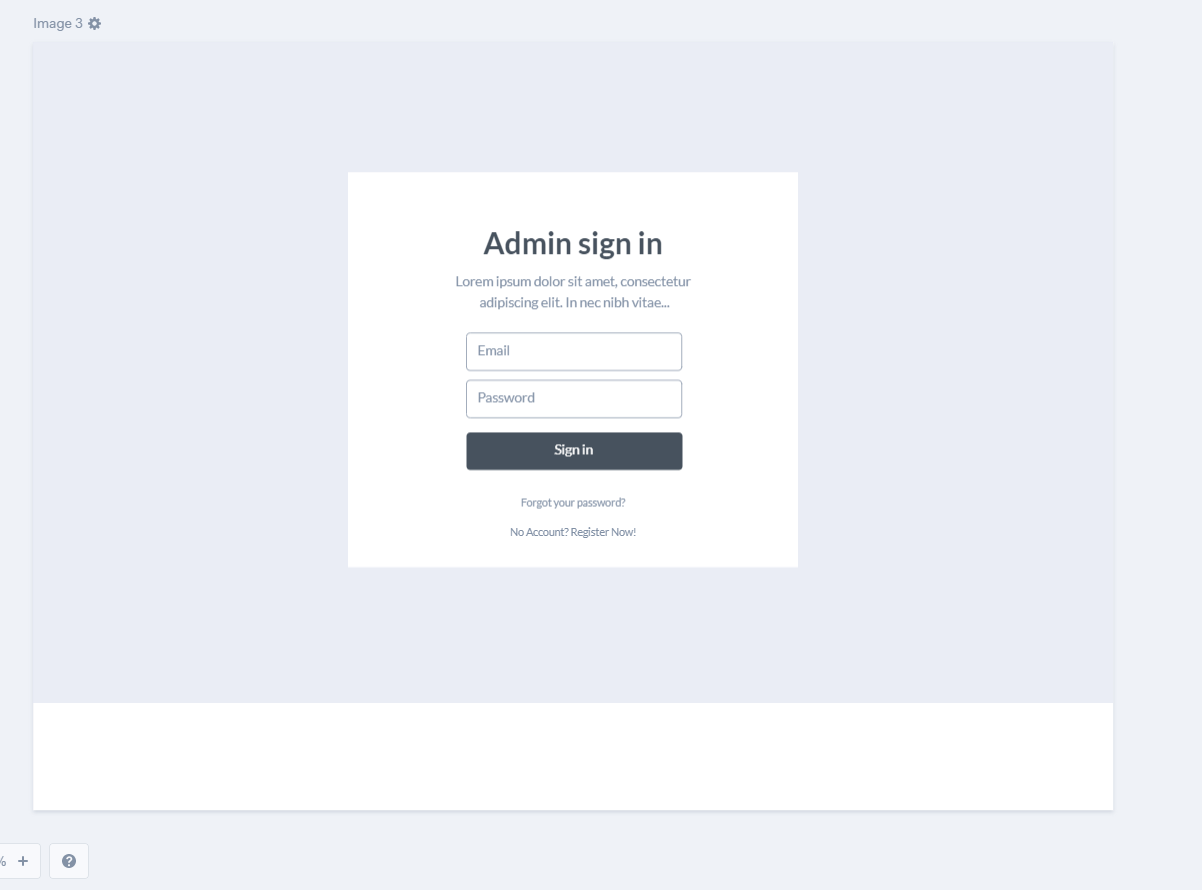 Image 3
Admin sign in
Lorem ipsum dolor sit amet, consectetur
adipiscing elit. In nec nibh vitae...
Email
Password
Sign in
Forgot your password?
No Account? Register Now!
% +
?